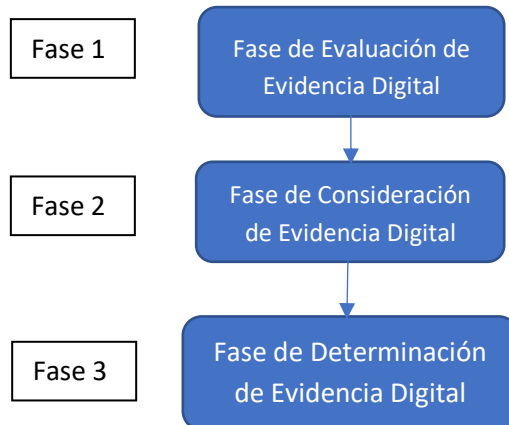 Fase 1
Fase de Evaluación de
Evidencia Digital
Fase 2
Fase de Consideración
de Evidencia Digital
Fase 3
Fase de Determinación
de Evidencia Digital